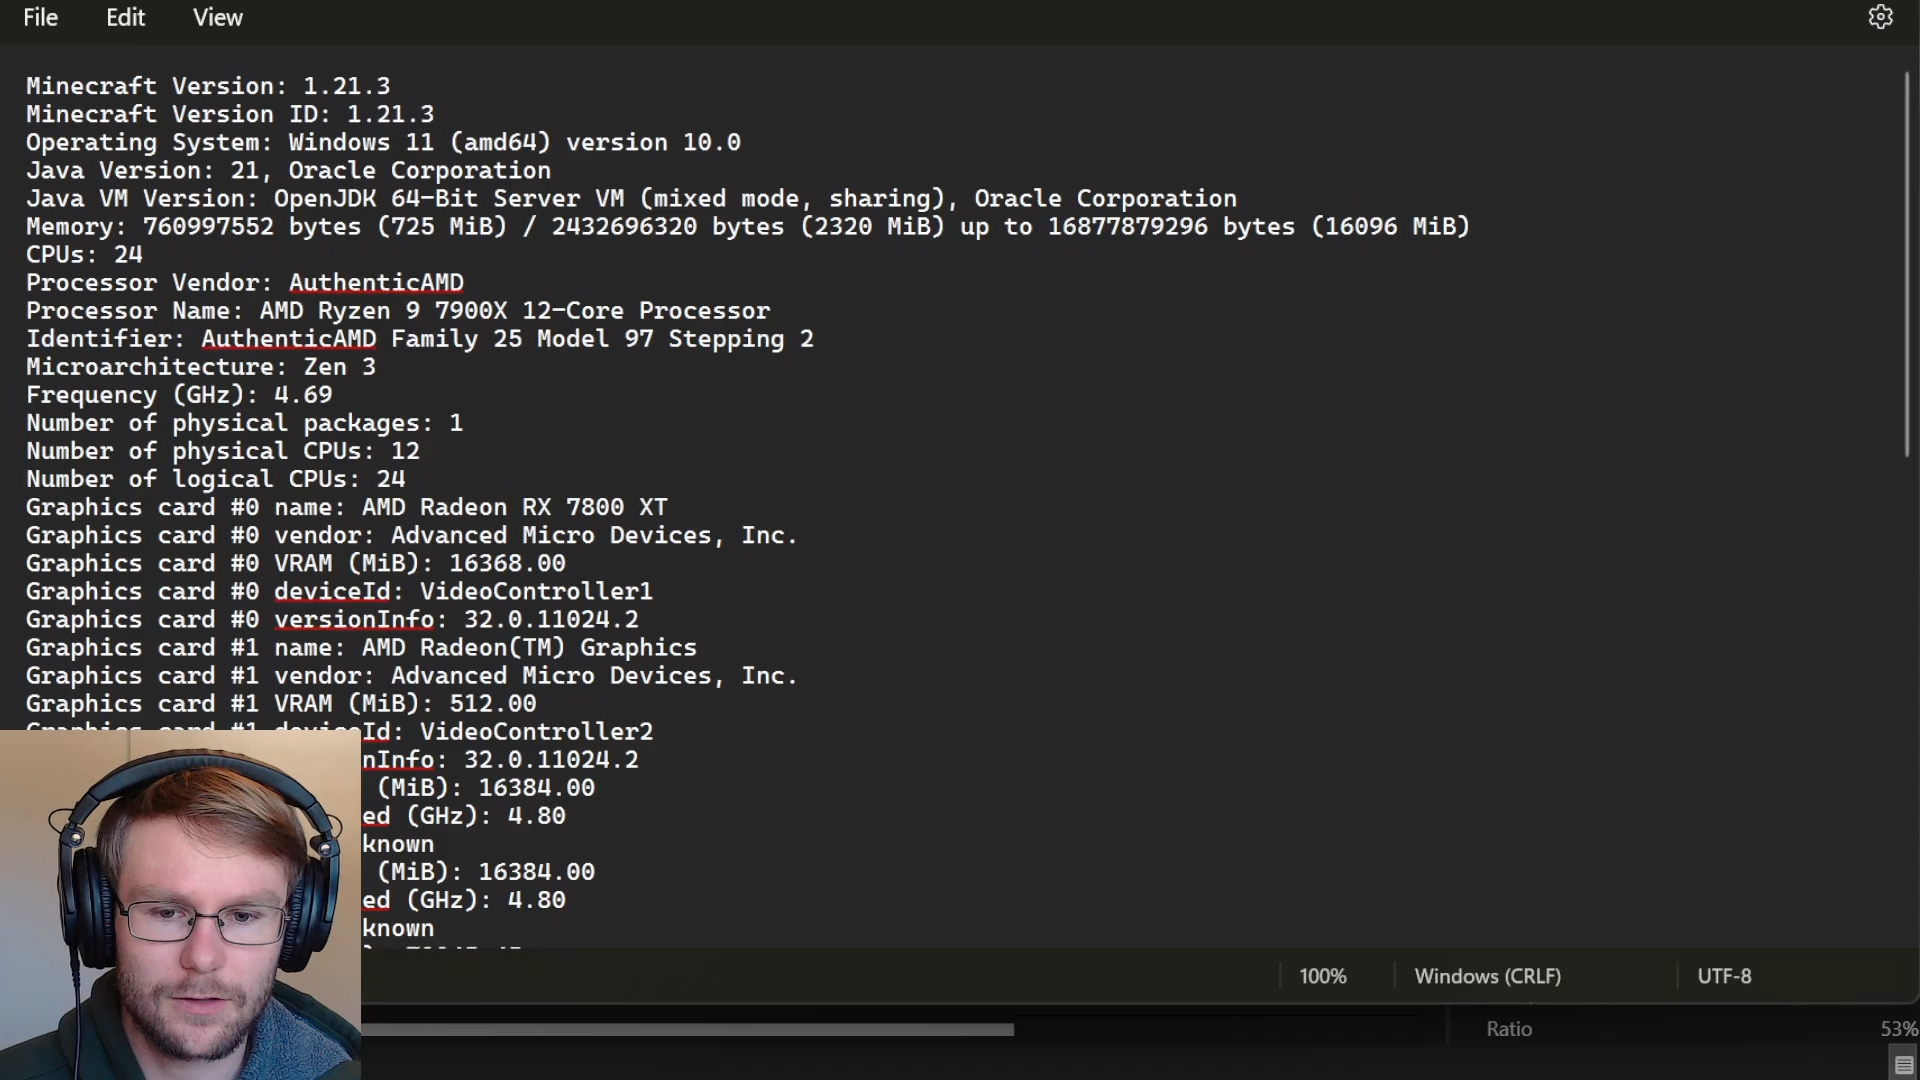 File Edit View
Minecraft Version: 1.21.3
Minecraft Version ID: 1.21.3
Operating System: Windows 11 (amd64) version 10.0
Java Version: 21, Oracle Corporation
Java VM Version: OpenJDK 64-Bit Server VM (mixed mode, sharing), Oracle Corporation
Memory: 760997552 bytes (725 MiB) / 2432696320 bytes (2320 MiB) up to 16877879296 bytes (16096 MiB)
CPUs: 24
Processor Vendor: AuthenticAMD
Processor Name: AMD Ryzen 9 7900X 12-Core Processor
Identifier: AuthenticAMD Family 25 Model 97 Stepping 2
Microarchitecture: Zen 3
Frequency (GHz): 4.69
Number of physical packages: 1
Number of physical CPUs: 12
Number of logical CPUs: 24
Graphics card #0 name: AMD Radeon RX 7800 XT
Graphics card #0 vendor: Advanced Micro Devices, Inc.
Graphics card #0 VRAM (MiB): 16368.00
Graphics card #0 deviceId: VideoController1
Graphics card #0 versionInfo: 32.0.11024.2
Graphics card #1 name: AMD Radeon(TM) Graphics
Graphics card #1 vendor: Advanced Micro Devices, Inc.
Graphics card #1 VRAM (MiB): 512.00
Graphics card #1 deviceId: VideoController2
nInfo: 32.0.11024.2
(MiB): 16384.00
ed (GHz): 4.80
known
(MiB): 16384.00
ed (GHz): 4.80
known
100% Windows (CRLF) UTF-8
Ratio 53%